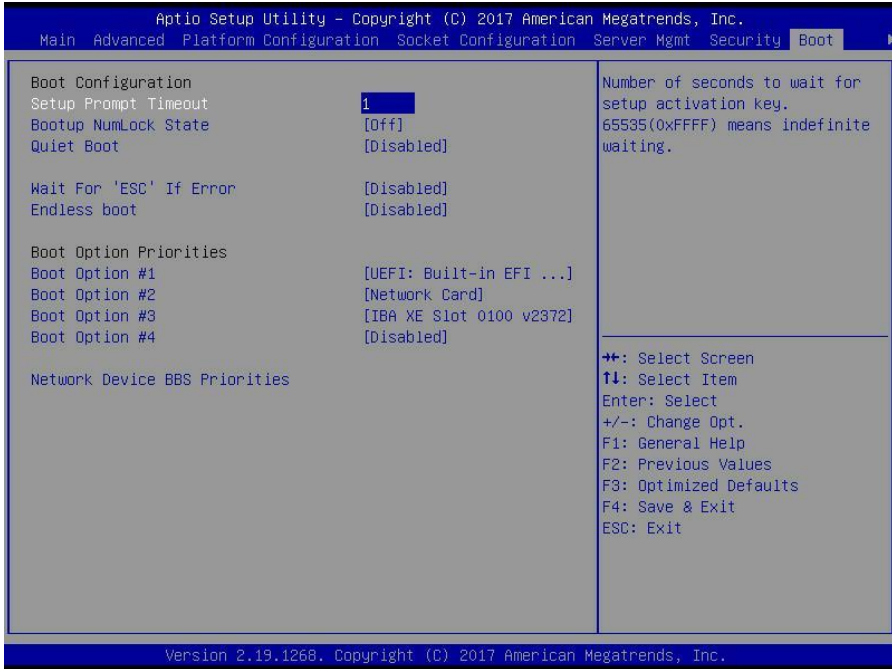 Aptio Setup Utility – Copyright (C) 2017 American Megatrends, Inc.
Main Advanced Platform Configuration Socket Configuration Server Mgmt Security Boot
Boot Configuration
Setup Prompt Timeout 1
Bootup NumLock State [Off]
Quiet Boot [Disabled]
Wait For 'ESC' If Error [Disabled]
Endless boot [Disabled]
Boot Option Priorities
Boot Option #1 [UEFI: Built-in EFI ...]
Boot Option #2 [Network Card]
Boot Option #3 [IBA XE Slot 0100 v2372]
Boot Option #4 [Disabled]
Network Device BBS Priorities
Number of seconds to wait for
setup activation key.
65535(0xFFFF) means indefinite
waiting.
→←: Select Screen
↑↓: Select Item
Enter: Select
+/-: Change Opt.
F1: General Help
F2: Previous Values
F3: Optimized Defaults
F4: Save & Exit
ESC: Exit
Version 2.19.1268. Copyright (C) 2017 American Megatrends, Inc.